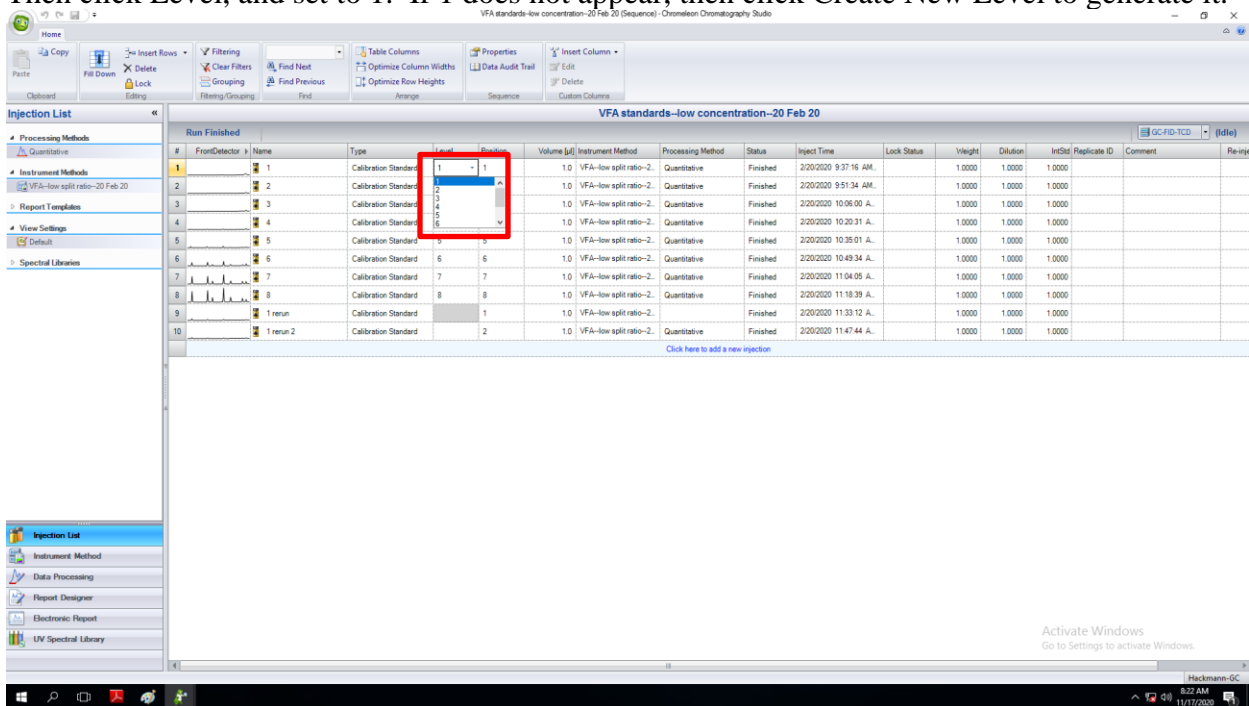 Then click Level, and set to 1. If 1 does not appear, then click Create New Level to generate it.
VFA standards--low concentration--20 Feb 20 (Sequence) - Chromeleon Chromatography Studio
Home
Paste
Copy
Clipboard
Fill Down
Insert Rows
Delete
Lock
Editing
Filtering
Clear Filters
Grouping
Filtering/Grouping
Find Next
Find Previous
Find
Table Columns
Optimize Column Widths
Optimize Row Heights
Arrange
Properties
Data Audit Trail
Sequence
Insert Column
Edit
Delete
Custom Columns
Injection List «
VFA standards--low concentration--20 Feb 20
Processing Methods
Quantitative
Instrument Methods
VFA--low split ratio--20 Feb 20
Report Templates
View Settings
Default
Spectral Libraries
Run Finished GC-FID-TCD (Idle)
# FrontDetector Name Type Level Position Volume [µl] Instrument Method Processing Method Status Inject Time Lock Status Weight Dilution IntStd Replicate ID Comment Re-inje
1 1 Calibration Standard 1 1 1.0 VFA--low split ratio--2... Quantitative Finished 2/20/2020 9:37:16 AM... 1.0000 1.0000 1.0000
2 2 Calibration Standard 1.0 VFA--low split ratio--2... Quantitative Finished 2/20/2020 9:51:34 AM... 1.0000 1.0000 1.0000
3 3 Calibration Standard 1.0 VFA--low split ratio--2... Quantitative Finished 2/20/2020 10:06:00 A... 1.0000 1.0000 1.0000
4 4 Calibration Standard 1.0 VFA--low split ratio--2... Quantitative Finished 2/20/2020 10:20:31 A... 1.0000 1.0000 1.0000
1
2
3
4
5
6
5 5 Calibration Standard 5 5 1.0 VFA--low split ratio--2... Quantitative Finished 2/20/2020 10:35:01 A... 1.0000 1.0000 1.0000
6 6 Calibration Standard 6 6 1.0 VFA--low split ratio--2... Quantitative Finished 2/20/2020 10:49:34 A... 1.0000 1.0000 1.0000
7 7 Calibration Standard 7 7 1.0 VFA--low split ratio--2... Quantitative Finished 2/20/2020 11:04:05 A... 1.0000 1.0000 1.0000
8 8 Calibration Standard 8 8 1.0 VFA--low split ratio--2... Quantitative Finished 2/20/2020 11:18:39 A... 1.0000 1.0000 1.0000
9 1 rerun Calibration Standard 1 1.0 VFA--low split ratio--2... Finished 2/20/2020 11:33:12 A... 1.0000 1.0000 1.0000
10 1 rerun 2 Calibration Standard 2 1.0 VFA--low split ratio--2... Quantitative Finished 2/20/2020 11:47:44 A... 1.0000 1.0000 1.0000
Click here to add a new injection
Injection List
Instrument Method
Data Processing
Report Designer
Electronic Report
UV Spectral Library
Activate Windows
Go to Settings to activate Windows.
Hackmann-GC
8:22 AM
11/17/2020